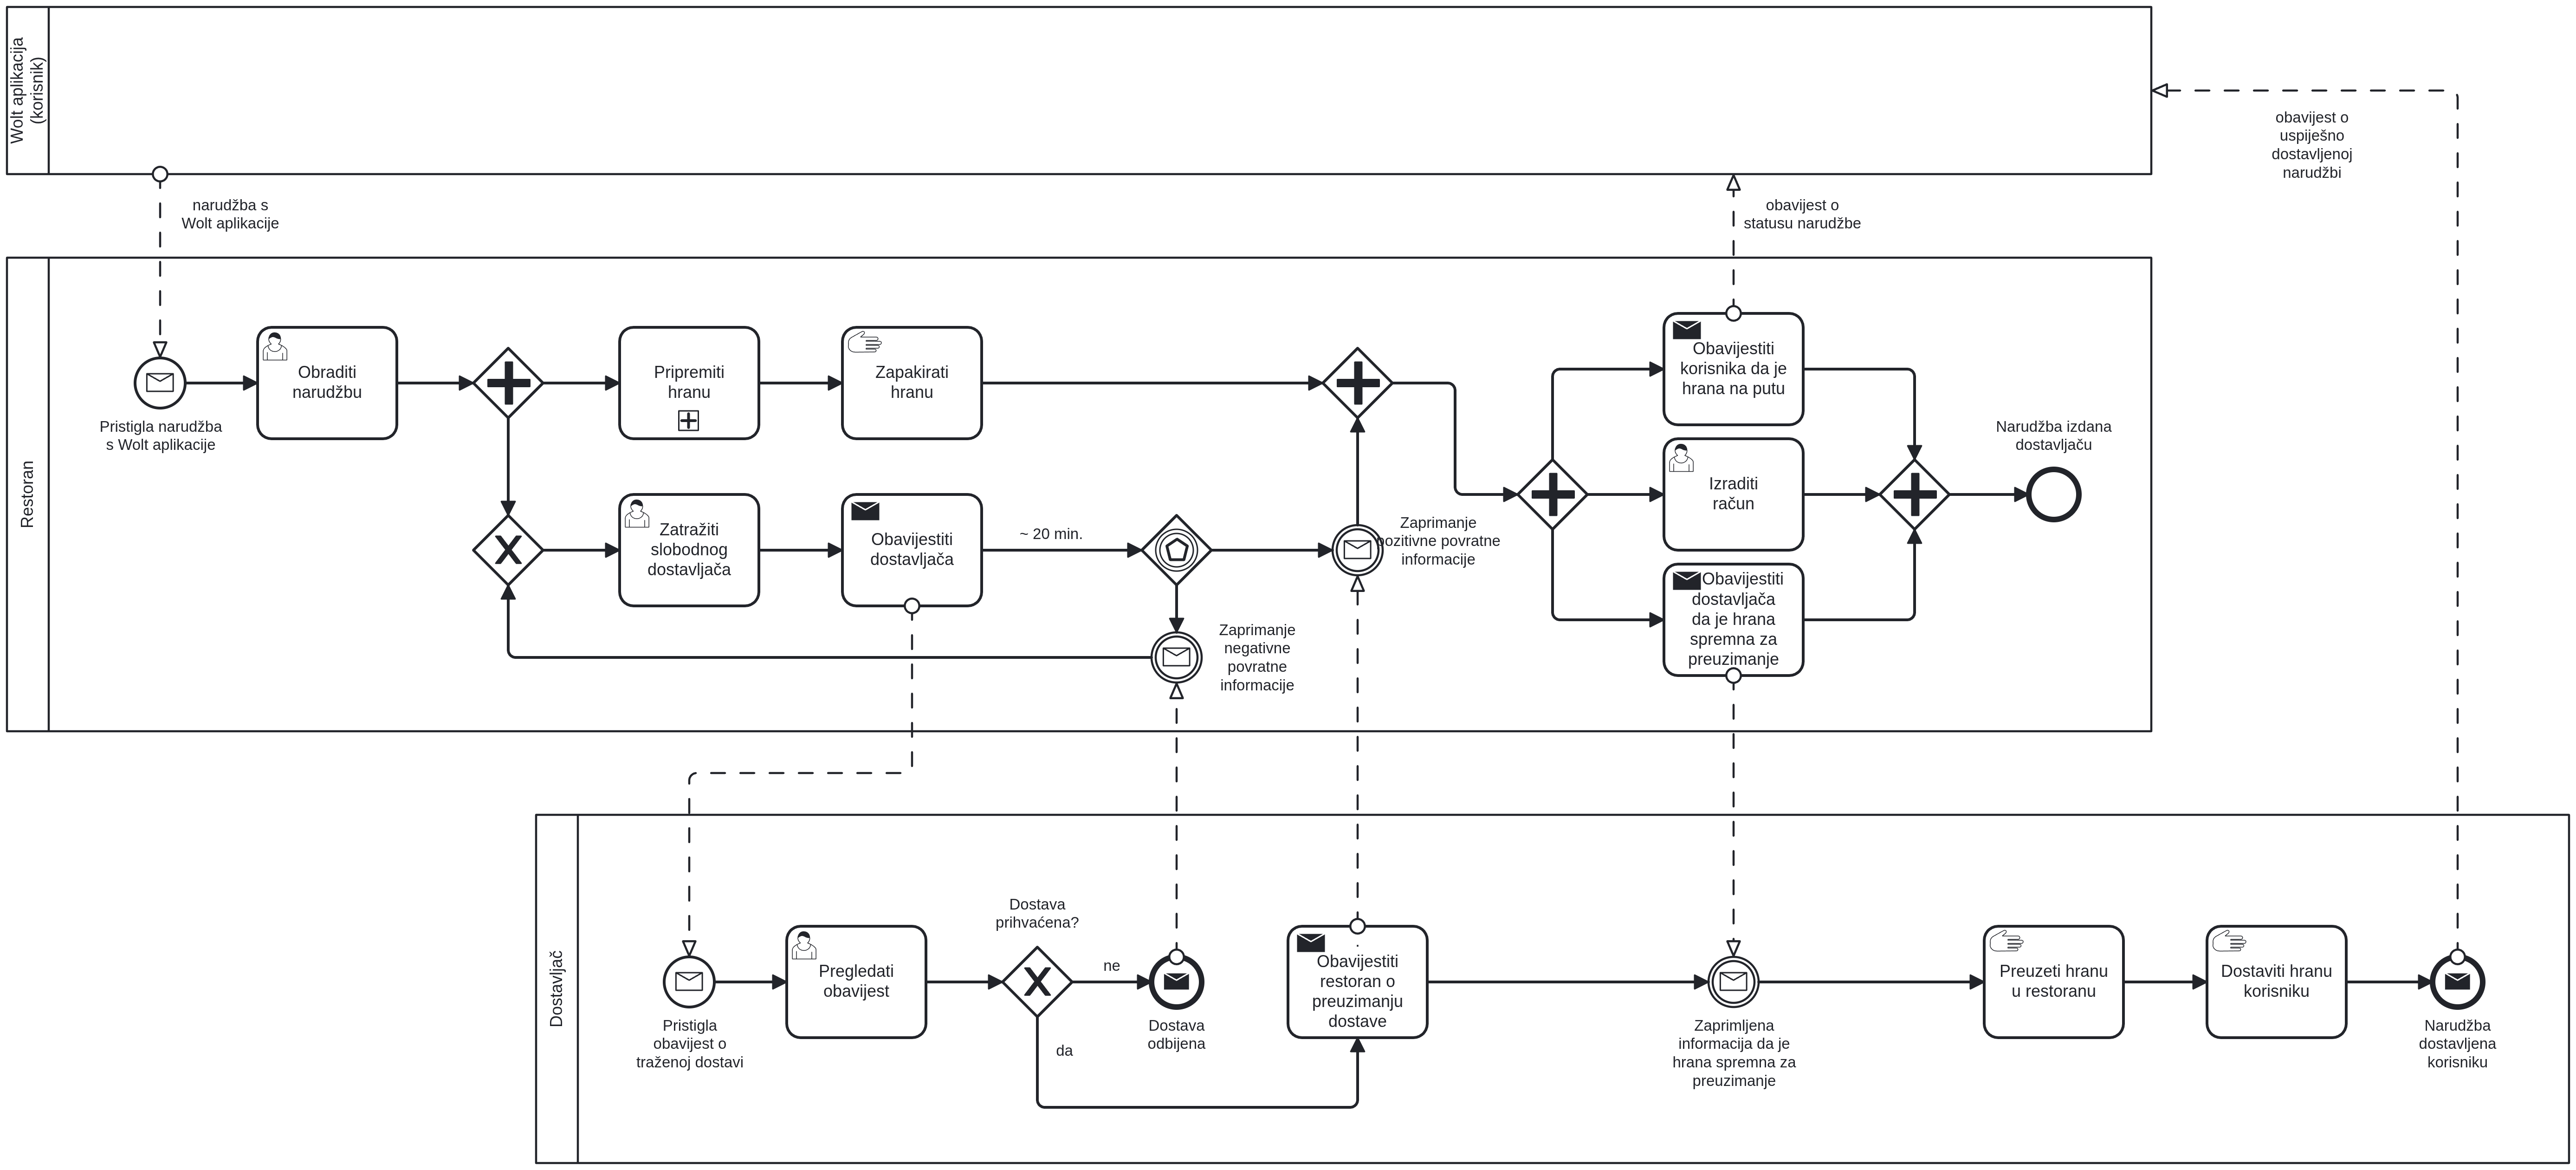 Wolt aplikacija
(korisnik)
narudžba s
Wolt aplikacije
obavijest o
statusu narudžbe
obavijest o
uspiješno
dostavljenoj
narudžbi
Restoran
Pristigla narudžba
s Wolt aplikacije
Obraditi
narudžbu
Pripremiti
hranu
Zapakirati
hranu
Zatražiti
slobodnog
dostavljača
Obavijestiti
dostavljača
~ 20 min.
Zaprimanje
negativne
povratne
informacije
Zaprimanje
pozitivne povratne
informacije
Obavijestiti
korisnika da je
hrana na putu
Izraditi
račun
Obavijestiti
dostavljača
da je hrana
spremna za
preuzimanje
Narudžba izdana
dostavljaču
Dostavljač
Pristigla
obavijest o
traženoj dostavi
Pregledati
obavijest
Dostava
prihvaćena?
ne
da
Dostava
odbijena
Obavijestiti
restoran o
preuzimanju
dostave
Zaprimljena
informacija da je
hrana spremna za
preuzimanje
Preuzeti hranu
u restoranu
Dostaviti hranu
korisniku
Narudžba
dostavljena
korisniku